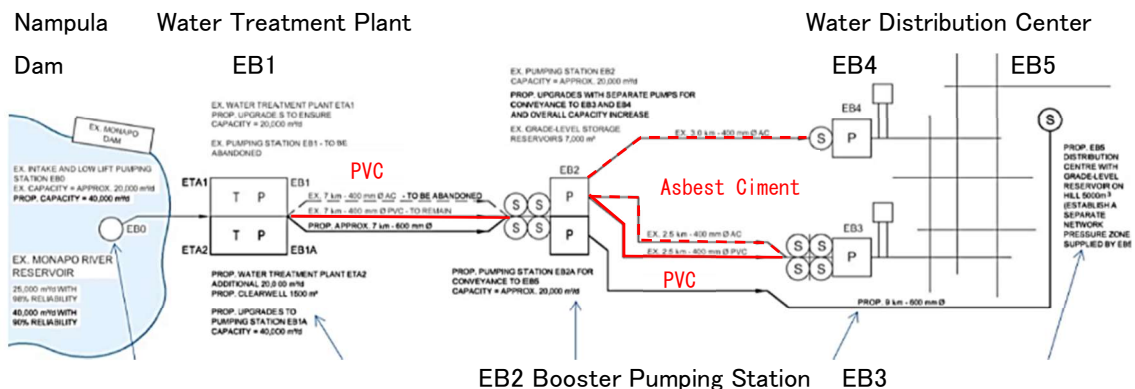 Nampula Water Treatment Plant Water Distribution Center
Dam EB1 EB4 EB5
EX. MONAPO
DAM
EX. INTAKE AND LOW LIFT PUMPING
STATION EB0
EX. CAPACITY = APPROX. 20,000 m³/d
PROP. CAPACITY = 40,000 m³/d
EB0
EX. MONAPO RIVER
RESERVOIR
25,000 m³/d WITH
98% RELIABILITY
40,000 m³/d WITH
90% RELIABILITY
EX. WATER TREATMENT PLANT ETA1
PROP. UPGRADES TO ENSURE
CAPACITY = 20,000 m³/d
EX. PUMPING STATION EB1 - TO BE
ABANDONED
ETA1
T P
EB1
T P
ETA2
EB1A
PROP. WATER TREATMENT PLANT ETA2
ADDITIONAL 20,000 m³/d
PROP. CLEARWELL 1500 m³
PROP. UPGRADES TO
PUMPING STATION EB1A
CAPACITY = 40,000 m³/d
PVC
EX. 7 km - 400 mm Ø AC - TO BE ABANDONED
EX. 7 km - 400 mm Ø PVC - TO REMAIN
PROP. APPROX. 7 km - 600 mm Ø
EX. PUMPING STATION EB2
CAPACITY = APPROX. 20,000 m³/d
PROP. UPGRADES WITH SEPARATE PUMPS FOR
CONVEYANCE TO EB3 AND EB4
AND OVERALL CAPACITY INCREASE
EX. GRADE-LEVEL STORAGE
RESERVOIRS 7,000 m³
EB2
S S
S S
P
P
PROP. PUMPING STATION EB2A FOR
CONVEYANCE TO EB5
CAPACITY = APPROX. 20,000 m³/d
EX. 3.0 km - 400 mm Ø AC
Asbest Ciment
EX. 2.5 km - 400 mm Ø AC
EX. 2.5 km - 400 mm Ø PVC
PVC
PROP. 9 km - 600 mm Ø
EB4
S P
EB3
S S
S S
P
S
PROP. EB5
DISTRIBUTION
CENTRE WITH
GRADE-LEVEL
RESERVOIR ON
HILL 5000m³
(ESTABLISH A
SEPARATE
NETWORK
PRESSURE ZONE
SUPPLIED BY EB5
EB2 Booster Pumping Station EB3